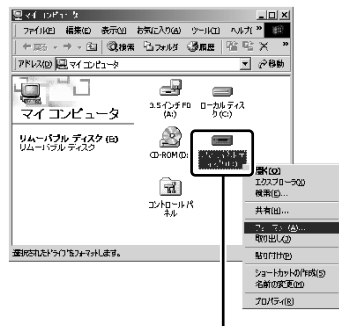 マイ コンピュータ
ファイル(F) 編集(E) 表示(V) お気に入り(A) ツール(T) ヘルプ(H) »
戻る 検索 フォルダ 履歴 »
アドレス(D) マイ コンピュータ 移動
マイ コンピュータ
リムーバブル ディスク (E:)
リムーバブル ディスク
3.5インチ FD (A:)
ローカル ディスク (C:)
CD-ROM (D:)
コントロール パネル
開く(O)
エクスプローラ(X)
検索(E)...
共有(H)...
フォーマット(A)...
取り出し(J)
貼り付け(P)
ショートカットの作成(S)
名前の変更(M)
プロパティ(R)
選択されたドライブをフォーマットします。